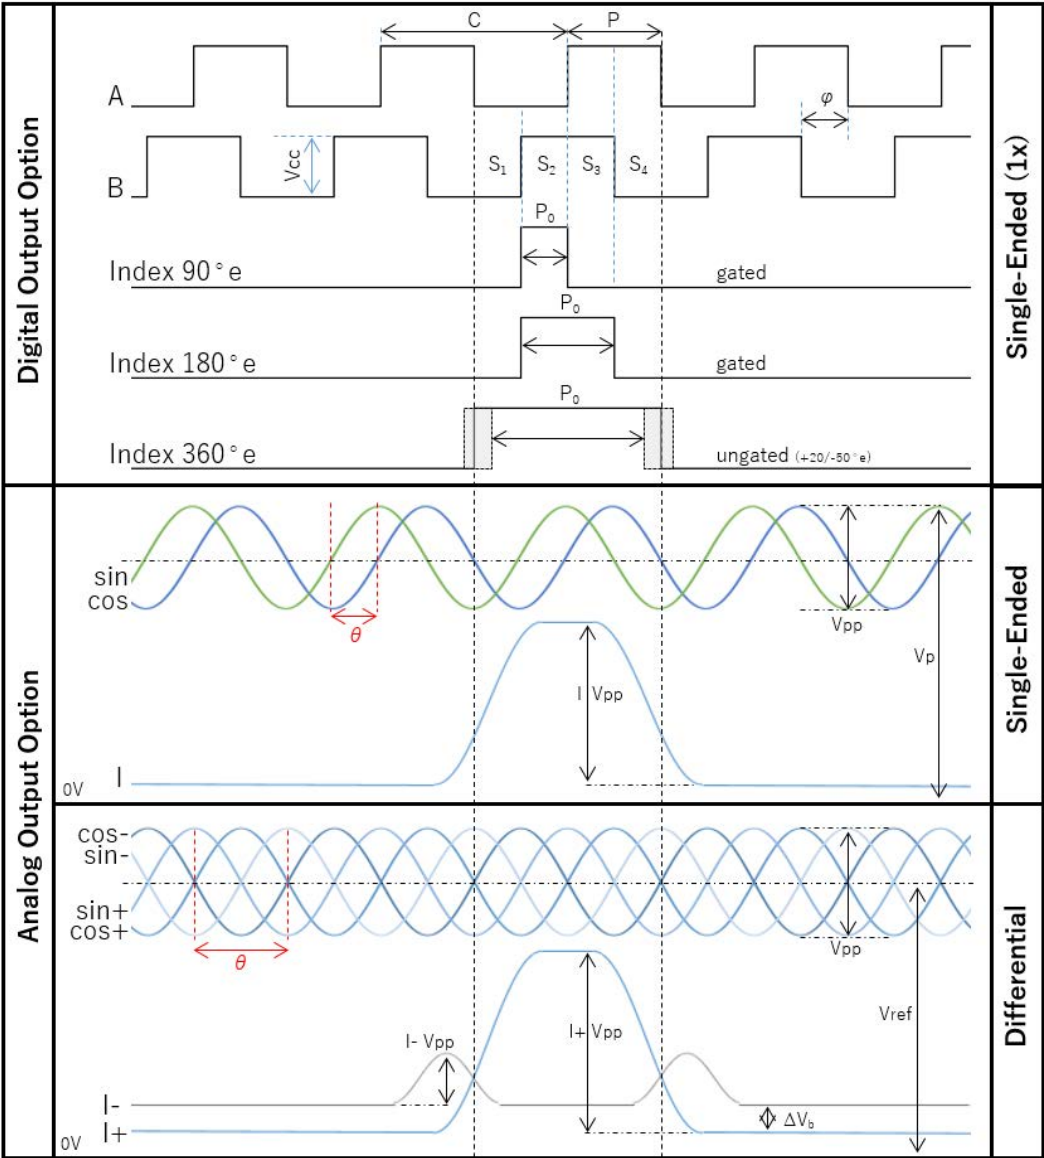 Digital Output Option
C
P
A
φ
Vcc
B
S₁
S₂
S₃
S₄
P₀
Index 90°e
gated
P₀
Index 180°e
gated
P₀
Index 360°e
ungated (+20/-50°e)
Single-Ended (1x)
Analog Output Option
sin
cos
θ
Vpp
Vp
I Vpp
I
0V
Single-Ended
cos-
sin-
sin+
cos+
θ
Vpp
Vref
I- Vpp
I+ Vpp
I-
I+
0V
ΔV_b
Differential